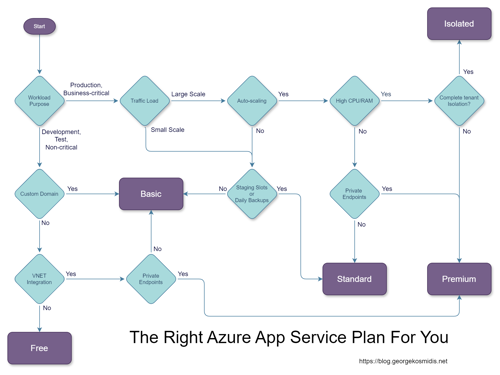 Start
Isolated
Workload
Purpose
Production,
Business-critical
Traffic Load
Large Scale
Auto-scaling
Yes
High CPU/RAM
Yes
Complete tenant
Isolation?
Yes
Development,
Test,
Non-critical
Small Scale
No
No
No
Custom Domain
Yes
Basic
No
Staging Slots
or
Daily Backups
Yes
Private
Endpoints
Yes
No
No
No
VNET
Integration
Yes
Private
Endpoints
Yes
Standard
Premium
No
Free
The Right Azure App Service Plan For You
https://blog.georgekosmidis.net